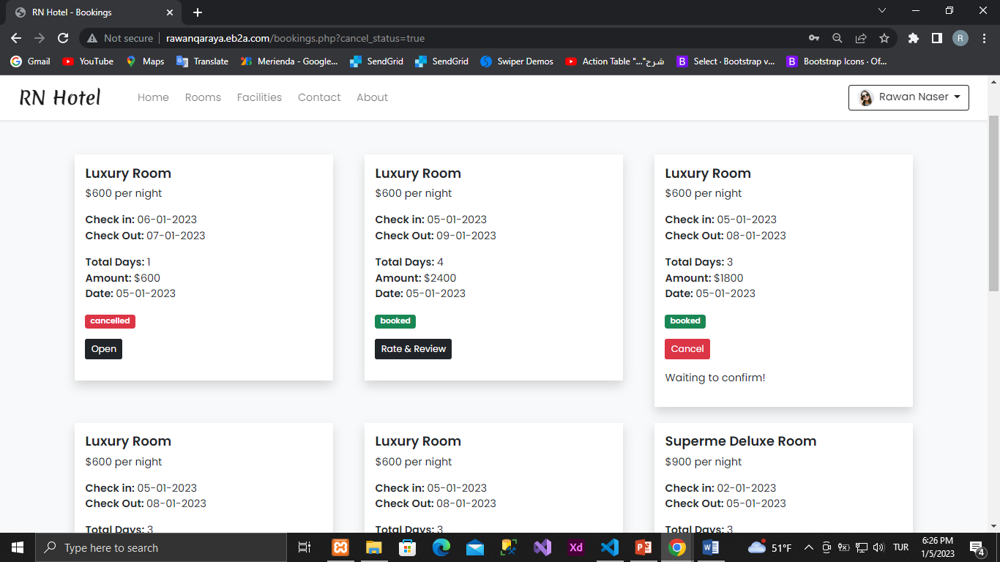 RN Hotel - Bookings
Not secure
rawanqaraya.eb2a.com/bookings.php?cancel_status=true
R
Gmail
YouTube
Maps
Translate
Merienda - Google...
SendGrid
SendGrid
Swiper Demos
Action Table "..."شرح
B
Select · Bootstrap v...
B
Bootstrap Icons · Of...
RN Hotel
Home
Rooms
Facilities
Contact
About
Rawan Naser
Luxury Room
$600 per night
Check in: 06-01-2023
Check Out: 07-01-2023
Total Days: 1
Amount: $600
Date: 05-01-2023
cancelled
Open
Luxury Room
$600 per night
Check in: 05-01-2023
Check Out: 09-01-2023
Total Days: 4
Amount: $2400
Date: 05-01-2023
booked
Rate & Review
Luxury Room
$600 per night
Check in: 05-01-2023
Check Out: 08-01-2023
Total Days: 3
Amount: $1800
Date: 05-01-2023
booked
Cancel
Waiting to confirm!
Luxury Room
$600 per night
Check in: 05-01-2023
Check Out: 08-01-2023
Total Days: 3
Luxury Room
$600 per night
Check in: 05-01-2023
Check Out: 08-01-2023
Total Days: 3
Superme Deluxe Room
$900 per night
Check in: 02-01-2023
Check Out: 05-01-2023
Total Days: 3
Type here to search
Xd
51°F
TUR
6:26 PM
1/5/2023
4